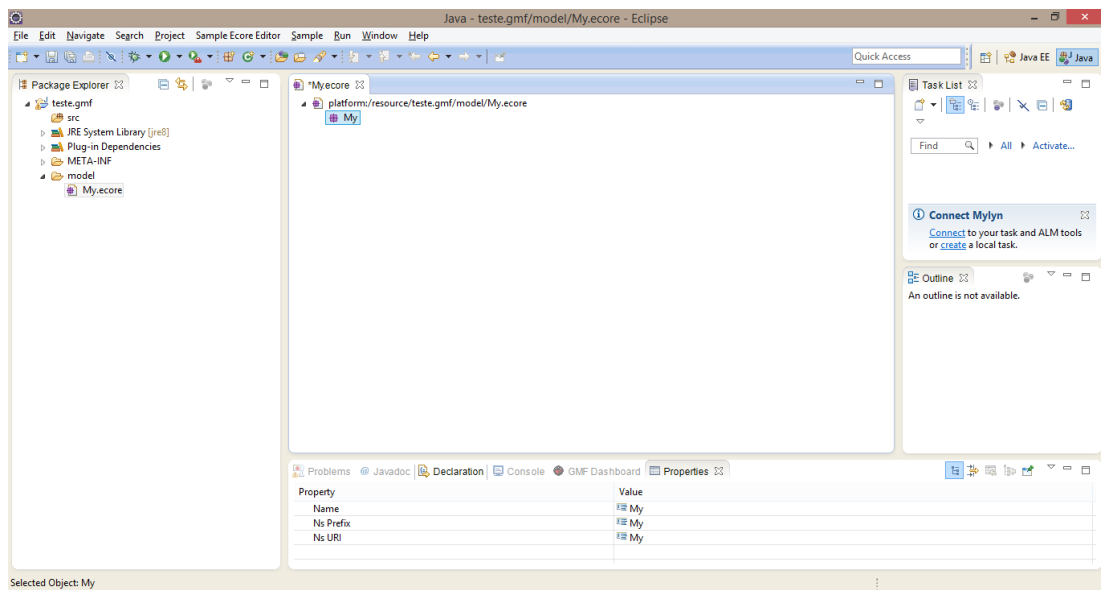 Java - teste.gmf/model/My.ecore - Eclipse
File Edit Navigate Search Project Sample Ecore Editor Sample Run Window Help
Quick Access
Java EE
Java
Package Explorer
teste.gmf
src
JRE System Library [jre8]
Plug-in Dependencies
META-INF
model
My.ecore
*My.ecore
platform:/resource/teste.gmf/model/My.ecore
My
Task List
Find
All
Activate...
Connect Mylyn
Connect to your task and ALM tools
or create a local task.
Outline
An outline is not available.
Problems @ Javadoc Declaration Console GMF Dashboard Properties
Property Value
Name My
Ns Prefix My
Ns URI My
Selected Object: My